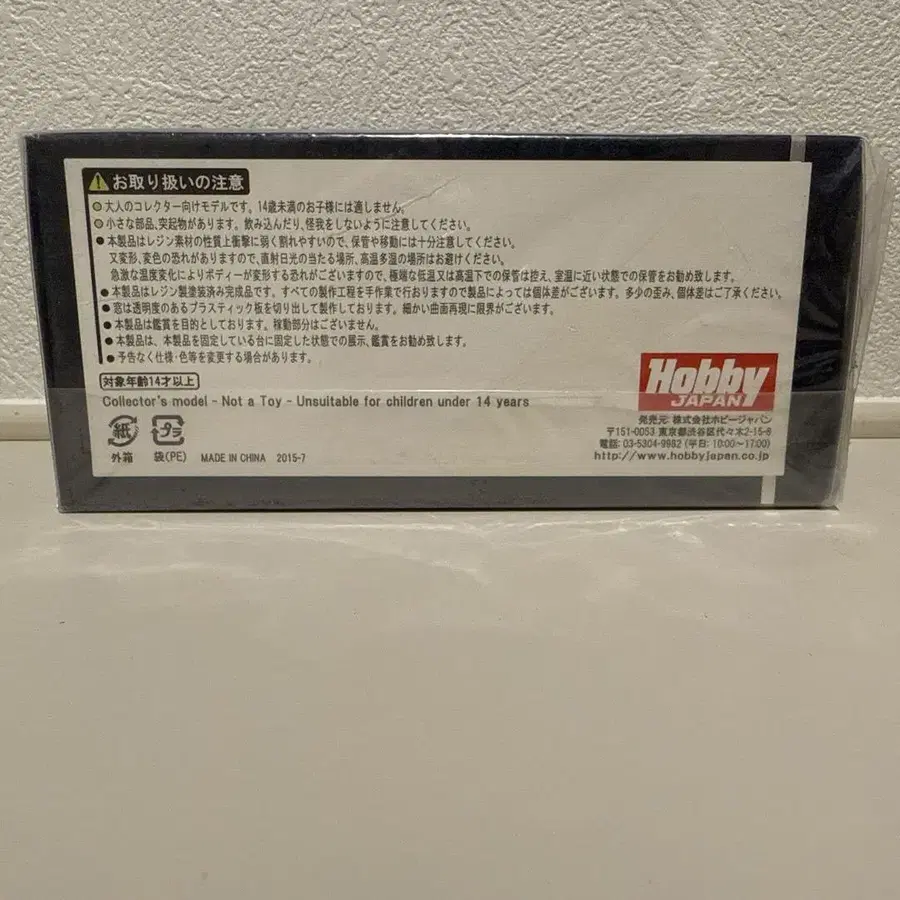 お取り扱いの注意
大人のコレクター向けモデルです。14歳未満のお子様には適しません。
小さな部品、突起物があります。飲み込んだり、怪我をしないように注意してください。
●本製品はレジン素材の性質上衝撃に弱く割れやすいので、保管や移動には十分注意してください。
又変形、変色の恐れがありますので、直射日光の当たる場所、高温多湿の場所はお避けください。
急激な温度変化によりボディーが変形する恐れがございますので、極端な低温又は高温下での保管は控え、室温に近い状態での保管をお勧め致します。
●本製品はレジン製塗装済み完成品です。すべての製作工程を手作業で行おりますので製品によっては個体差がございます。多少の歪み、個体差はご了承ください。
●窓は透明度のあるプラスティック板を切り出して製作しております。細かい曲面再現に限界がございます。
●本製品は鑑賞を目的としております。稼動部分はございません。
●本製品は、本製品を固定している台に固定した状態での展示、鑑賞をお勧め致します。
●予告なく仕様・色等を変更する場合があります。
対象年齢14才以上
Collector's model - Not a Toy - Unsuitable for children under 14 years
紙 プラ
外箱 袋(PE) MADE IN CHINA 2015-7
Hobby
JAPAN
発売元: 株式会社ホビージャパン
〒151-0053 東京都渋谷区代々木2-15-8
電話: 03-5304-9982 (平日: 10:00~17:00)
http://www.hobbyjapan.co.jp